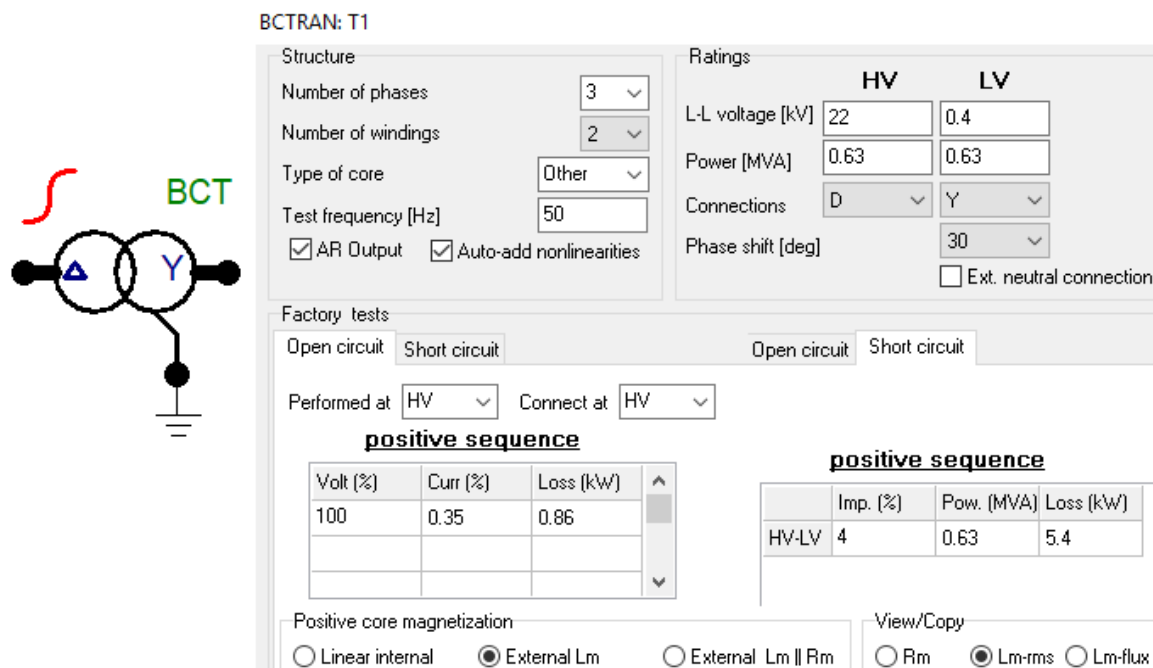 BCTRAN: T1
BCT
Y
Structure
Number of phases 3
Number of windings 2
Type of core Other
Test frequency [Hz] 50
AR Output Auto-add nonlinearities
Ratings
HV LV
L-L voltage [kV] 22 0.4
Power [MVA] 0.63 0.63
Connections D Y
Phase shift [deg] 30
Ext. neutral connection
Factory tests
Open circuit Short circuit
Performed at HV Connect at HV
positive sequence
Volt (%) Curr (%) Loss (kW)
100 0.35 0.86
Open circuit Short circuit
positive sequence
Imp. (%) Pow. (MVA) Loss (kW)
HV-LV 4 0.63 5.4
Positive core magnetization
Linear internal External Lm External Lm || Rm
View/Copy
Rm Lm-rms Lm-flux